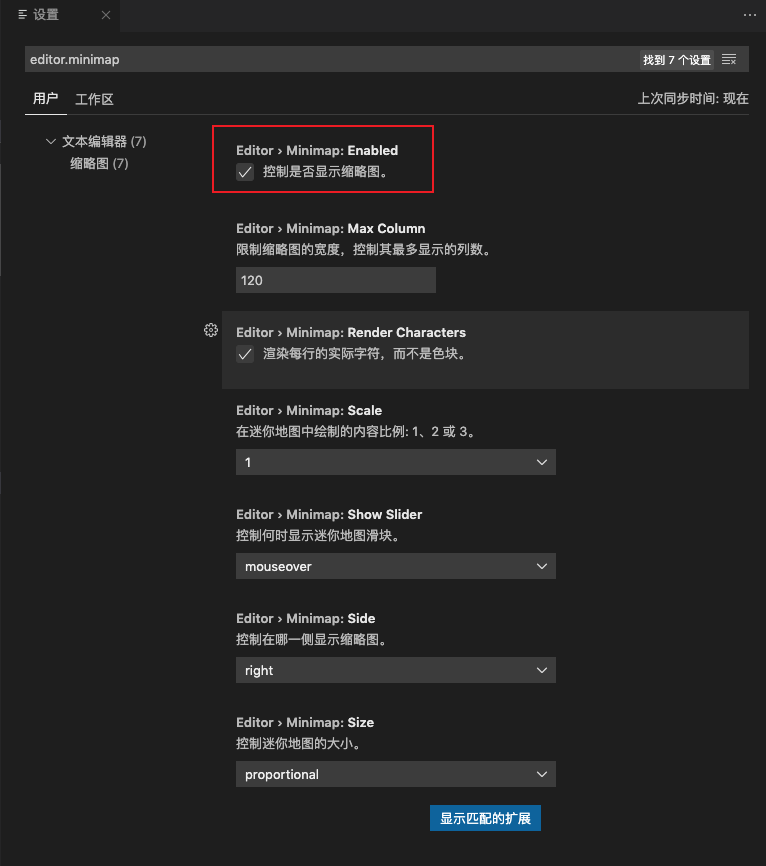 设置
editor.minimap
找到 7 个设置
用户 工作区
上次同步时间: 现在
文本编辑器 (7)
缩略图 (7)
Editor › Minimap: Enabled
控制是否显示缩略图。
Editor › Minimap: Max Column
限制缩略图的宽度，控制其最多显示的列数。
120
Editor › Minimap: Render Characters
渲染每行的实际字符，而不是色块。
Editor › Minimap: Scale
在迷你地图中绘制的内容比例: 1、2 或 3。
1
Editor › Minimap: Show Slider
控制何时显示迷你地图滑块。
mouseover
Editor › Minimap: Side
控制在哪一侧显示缩略图。
right
Editor › Minimap: Size
控制迷你地图的大小。
proportional
显示匹配的扩展